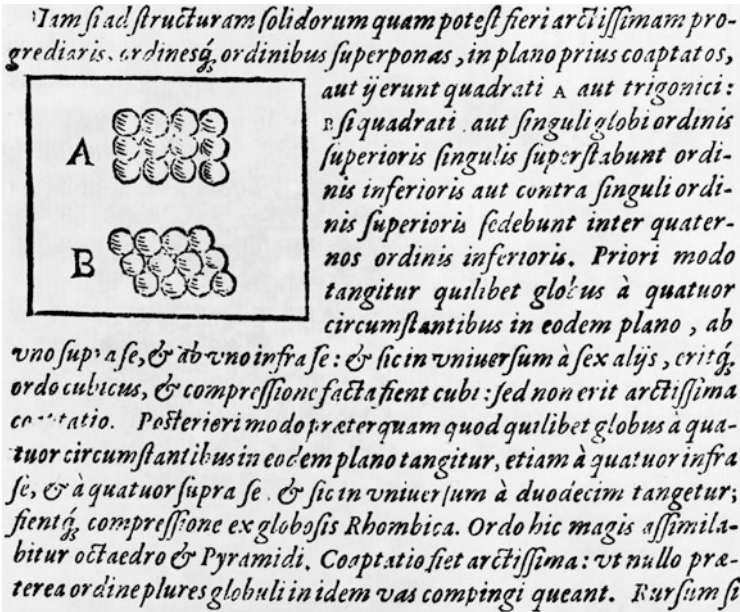 Iam ſi ad ſtructuram ſolidorum quam poteſt fieri arctiſſimam pro-
grediaris, ordinesq́ꝫ ordinibus ſuperponas, in plano prius coaptatos,
aut ij erunt quadrati A aut trigonici:
B ſi quadrati aut ſinguli globi ordinis
ſuperioris ſingulis ſuperſtabunt ordi-
nis inferioris aut contra ſinguli ordi-
nis ſuperioris ſedebunt inter quater-
nos ordinis inferioris. Priori modo
tangitur quilibet globus à quatuor
circumſtantibus in eodem plano, ab
vno ſupra ſe, & ab vno infra ſe: & ſic in vniuerſum à ſex alijs, eritq́ꝫ
ordo cubicus, & compreſſione facta fient cubi: ſed non erit arctiſſima
coaptatio. Poſteriori modo præterquam quod quilibet globus à qua-
tuor circumſtantibus in eodem plano tangitur, etiam à quatuor infra
ſe, & à quatuor ſupra ſe. & ſic in vniuerſum à duodecim tangetur;
fientq́ꝫ compreſſione ex globoſis Rhombica. Ordo hic magis aſſimila-
bitur octaedro & Pyramidi. Coaptatio fiet arctiſſima: vt nullo præ-
terea ordine plures globuli in idem vas compingi queant. Rurſum ſi
A
B